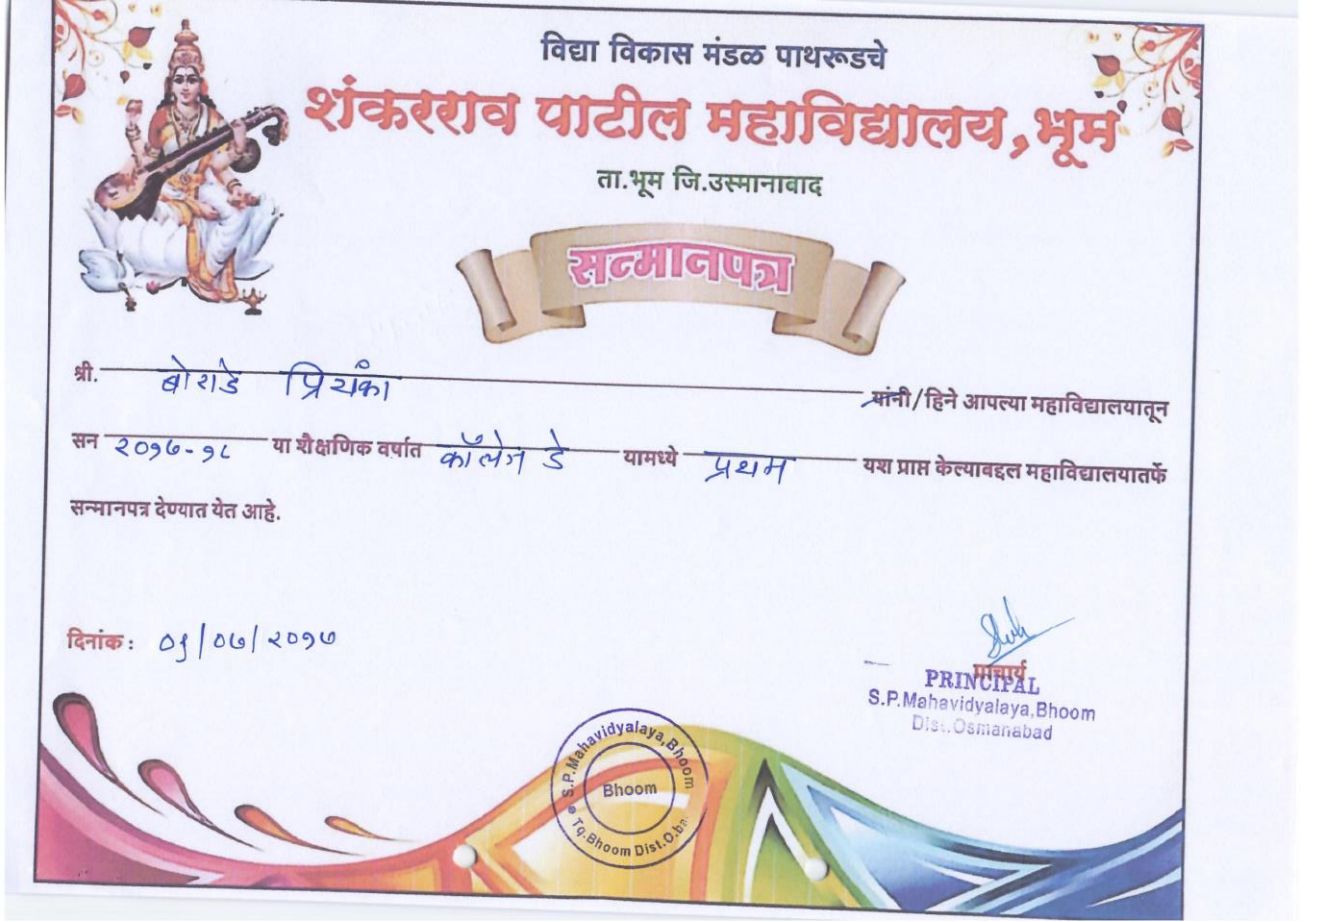 विद्या विकास मंडळ पाथरूडचे
शंकरराव पाटील महाविद्यालय,भूम
ता.भूम जि.उस्मानाबाद
सन्मानपत्र
श्री. बोराडे प्रियंका यांनी/हिने आपल्या महाविद्यालयातून
सन २०१७-१८ या शैक्षणिक वर्षात कॉलेज डे यामध्ये प्रथम यश प्राप्त केल्याबद्दल महाविद्यालयातर्फे
सन्मानपत्र देण्यात येत आहे.
दिनांक: ०१/०७/२०१७
प्राचार्य
PRINCIPAL
S.P.Mahavidyalaya,Bhoom
Dist.Osmanabad
S.P.Mahavidyalaya,Bhoom
Bhoom
Tq.Bhoom Dist.O.bad